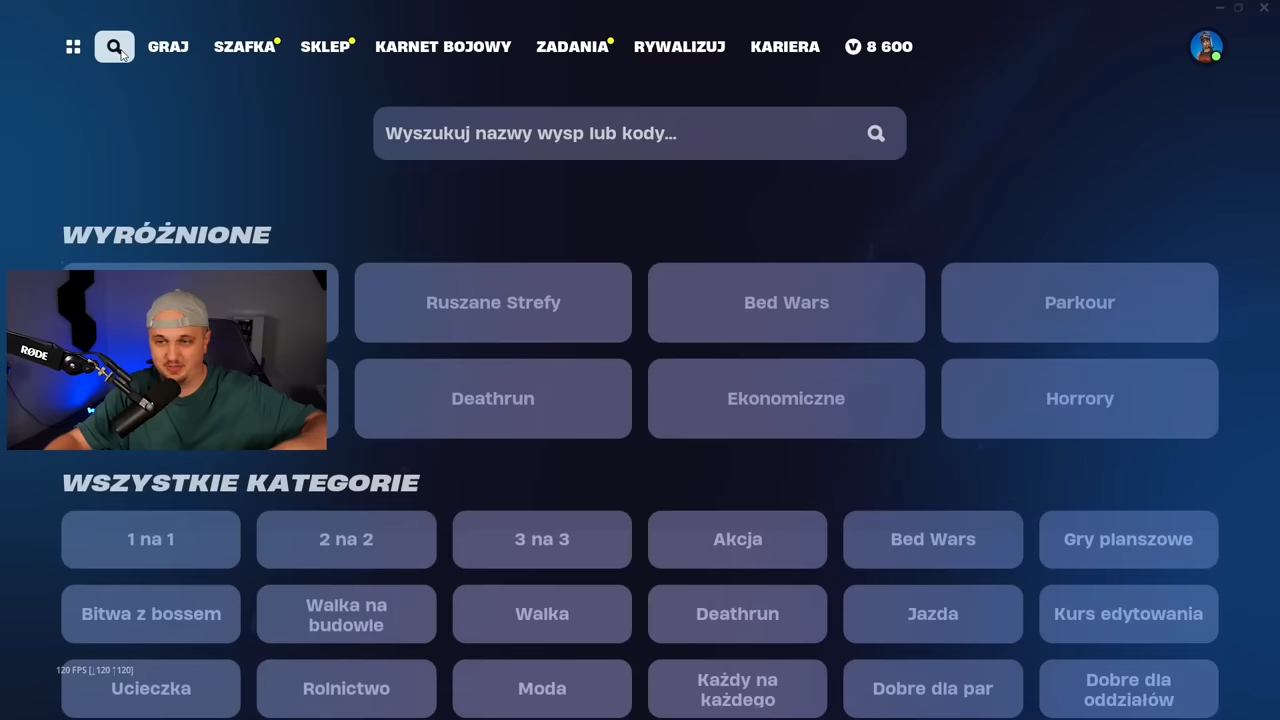 GRAJ
SZAFKA
SKLEP
KARNET BOJOWY
ZADANIA
RYWALIZUJ
KARIERA
V 8 600
Wyszukuj nazwy wysp lub kody...
WYRÓŻNIONE
Ruszane Strefy
Bed Wars
Parkour
RØDE
Deathrun
Ekonomiczne
Horrory
WSZYSTKIE KATEGORIE
1 na 1
2 na 2
3 na 3
Akcja
Bed Wars
Gry planszowe
Bitwa z bossem
Walka na
budowle
Walka
Deathrun
Jazda
Kurs edytowania
120 FPS [↓120 ↑120]
Ucieczka
Rolnictwo
Moda
Każdy na
każdego
Dobre dla par
Dobre dla
oddziałów